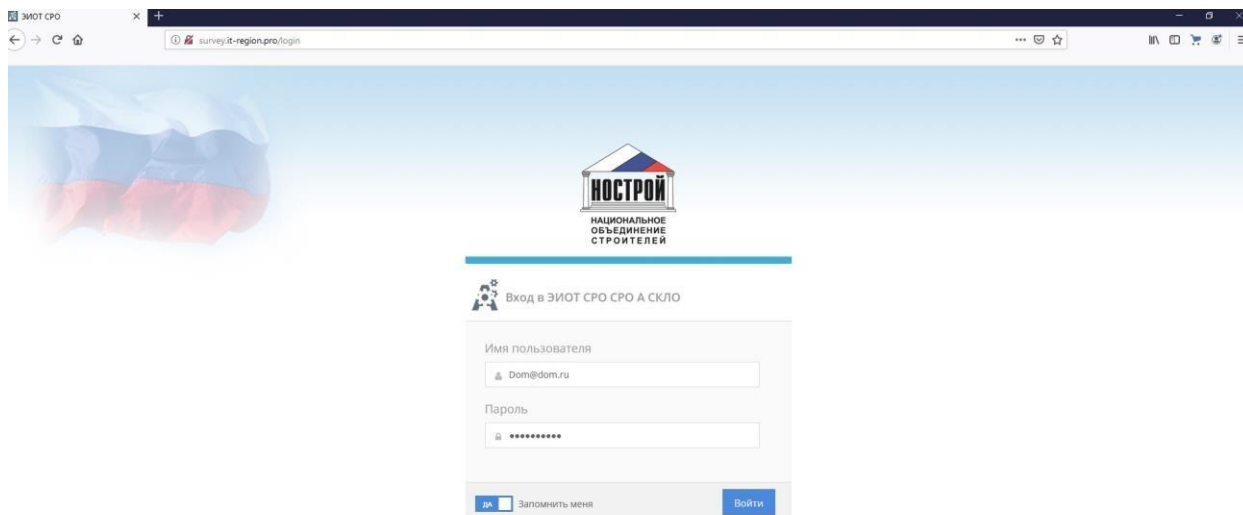 ЭИОТ СРО
survey.it-region.pro/login
НОСТРОЙ
НАЦИОНАЛЬНОЕ
ОБЪЕДИНЕНИЕ
СТРОИТЕЛЕЙ
Вход в ЭИОТ СРО СРО А СКЛО
Имя пользователя
Dom@dom.ru
Пароль
••••••••••
ДА Запомнить меня Войти